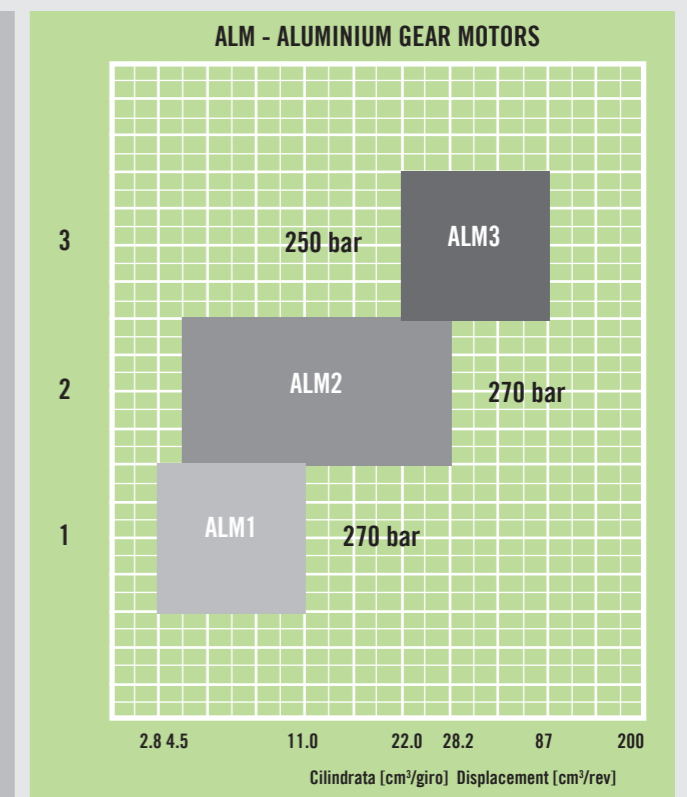 ALM - ALUMINIUM GEAR MOTORS
3
250 bar
ALM3
2
ALM2
270 bar
1
ALM1
270 bar
2.8 4.5 11.0 22.0 28.2 87 200
Cilindrata [cm³/giro] Displacement [cm³/rev]